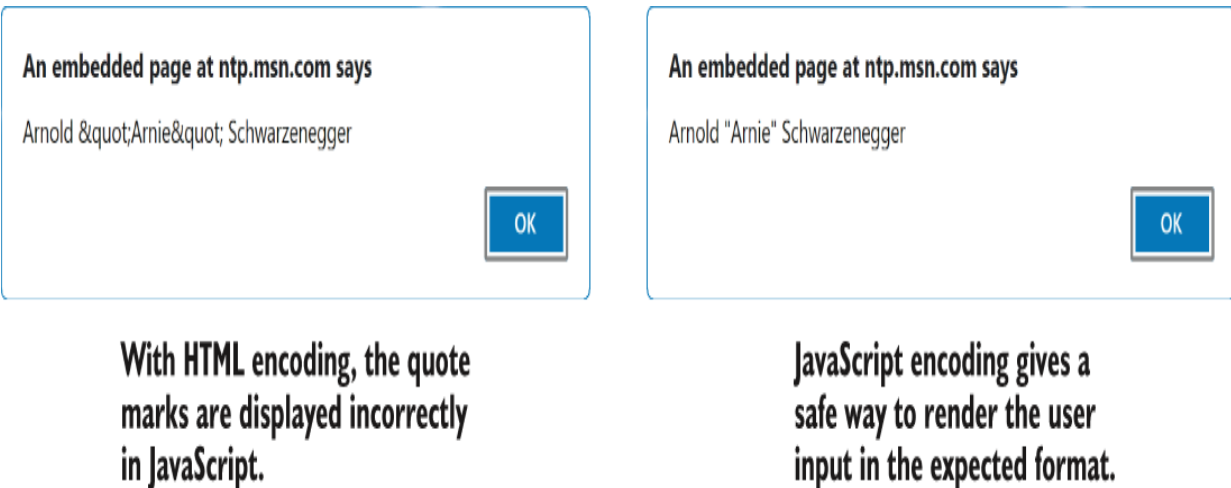 An embedded page at ntp.msn.com says
Arnold &quot;Arnie&quot; Schwarzenegger
OK
With HTML encoding, the quote
marks are displayed incorrectly
in JavaScript.
An embedded page at ntp.msn.com says
Arnold "Arnie" Schwarzenegger
OK
JavaScript encoding gives a
safe way to render the user
input in the expected format.